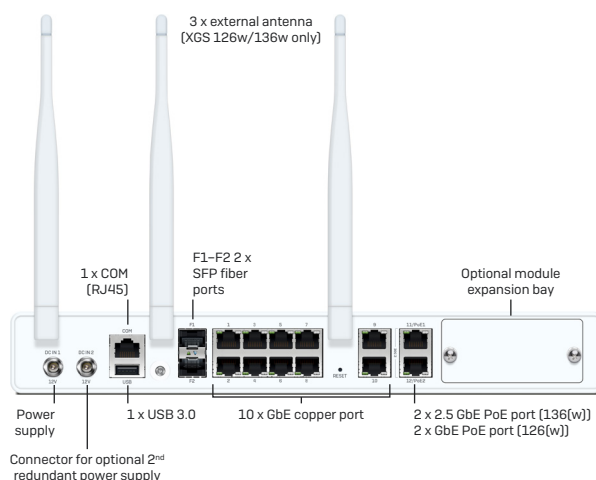 3 x external antenna
(XGS 126w/136w only)
1 x COM
(RJ45)
F1–F2 2 x
SFP fiber
ports
Optional module
expansion bay
COM
F1
1
3
5
7
9
11/PoE1
DC IN 1
DC IN 2
12V
12V
USB
F2
2
4
6
8
RESET
10
12/PoE2
Power
supply
1 x USB 3.0
10 x GbE copper port
2 x 2.5 GbE PoE port (136(w))
2 x GbE PoE port (126(w))
Connector for optional 2nd
redundant power supply